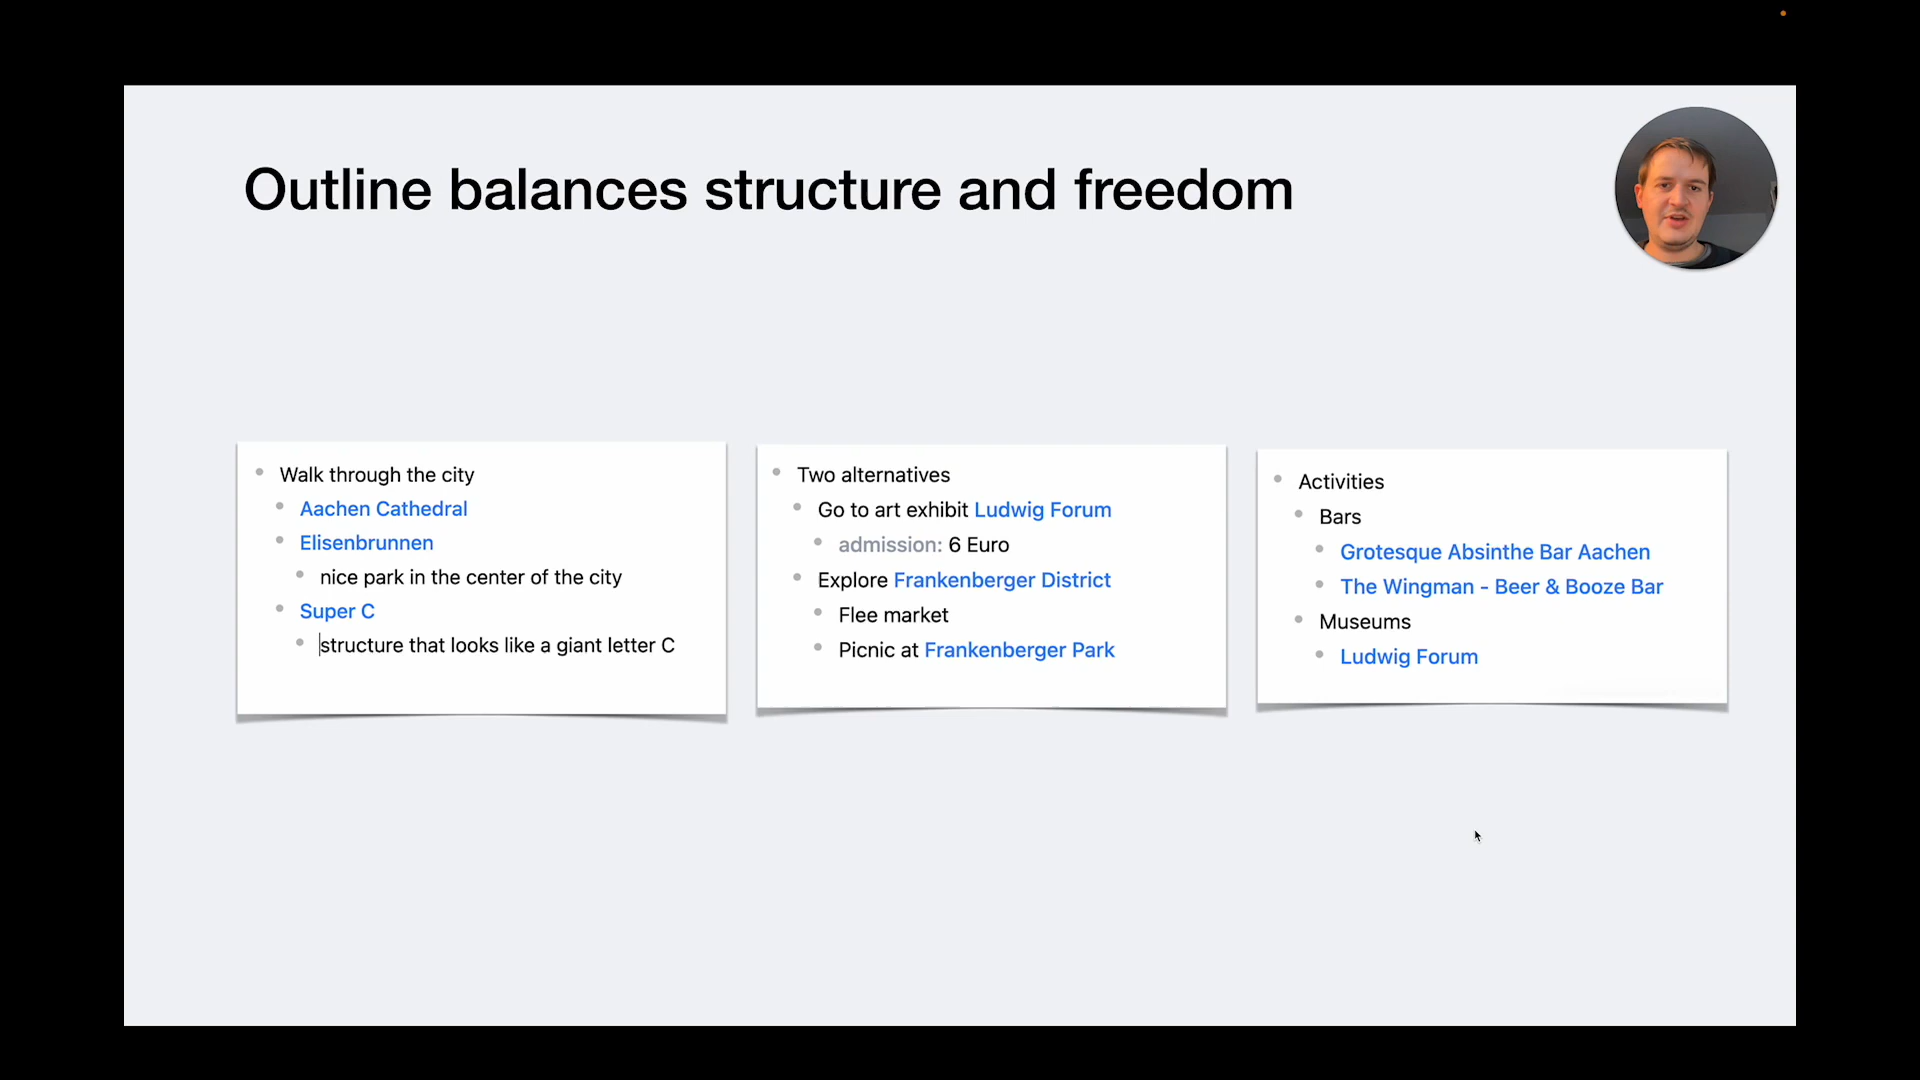 Outline balances structure and freedom
Walk through the city
Aachen Cathedral
Elisenbrunnen
nice park in the center of the city
Super C
structure that looks like a giant letter C
Two alternatives
Go to art exhibit Ludwig Forum
admission: 6 Euro
Explore Frankenberger District
Flee market
Picnic at Frankenberger Park
Activities
Bars
Grotesque Absinthe Bar Aachen
The Wingman - Beer & Booze Bar
Museums
Ludwig Forum